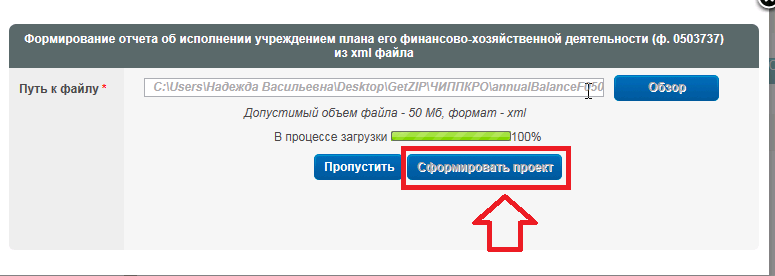 Формирование отчета об исполнении учреждением плана его финансово-хозяйственной деятельности (ф. 0503737)
из xml файла
Путь к файлу * C:\Users\Надежда Васильевна\Desktop\GetZIP\ЧИППКРО\annualBalanceF050 Обзор
Допустимый объем файла - 50 Мб, формат - xml
В процессе загрузки 100%
Пропустить Сформировать проект